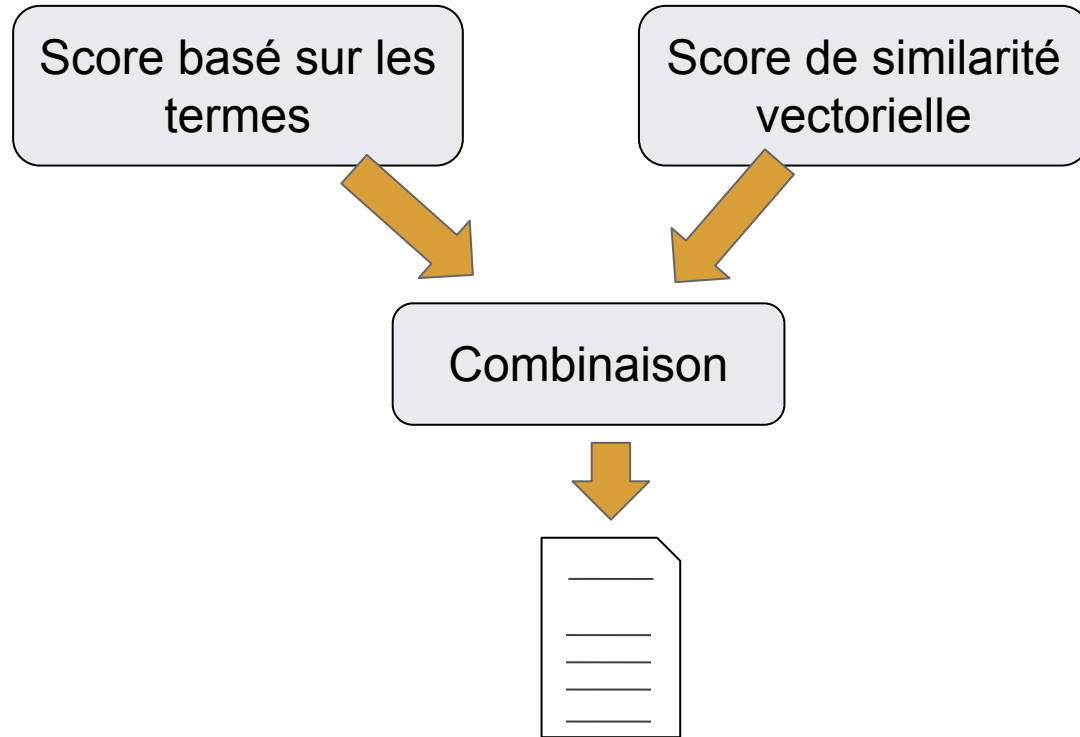 Score basé sur les
termes
Score de similarité
vectorielle
Combinaison